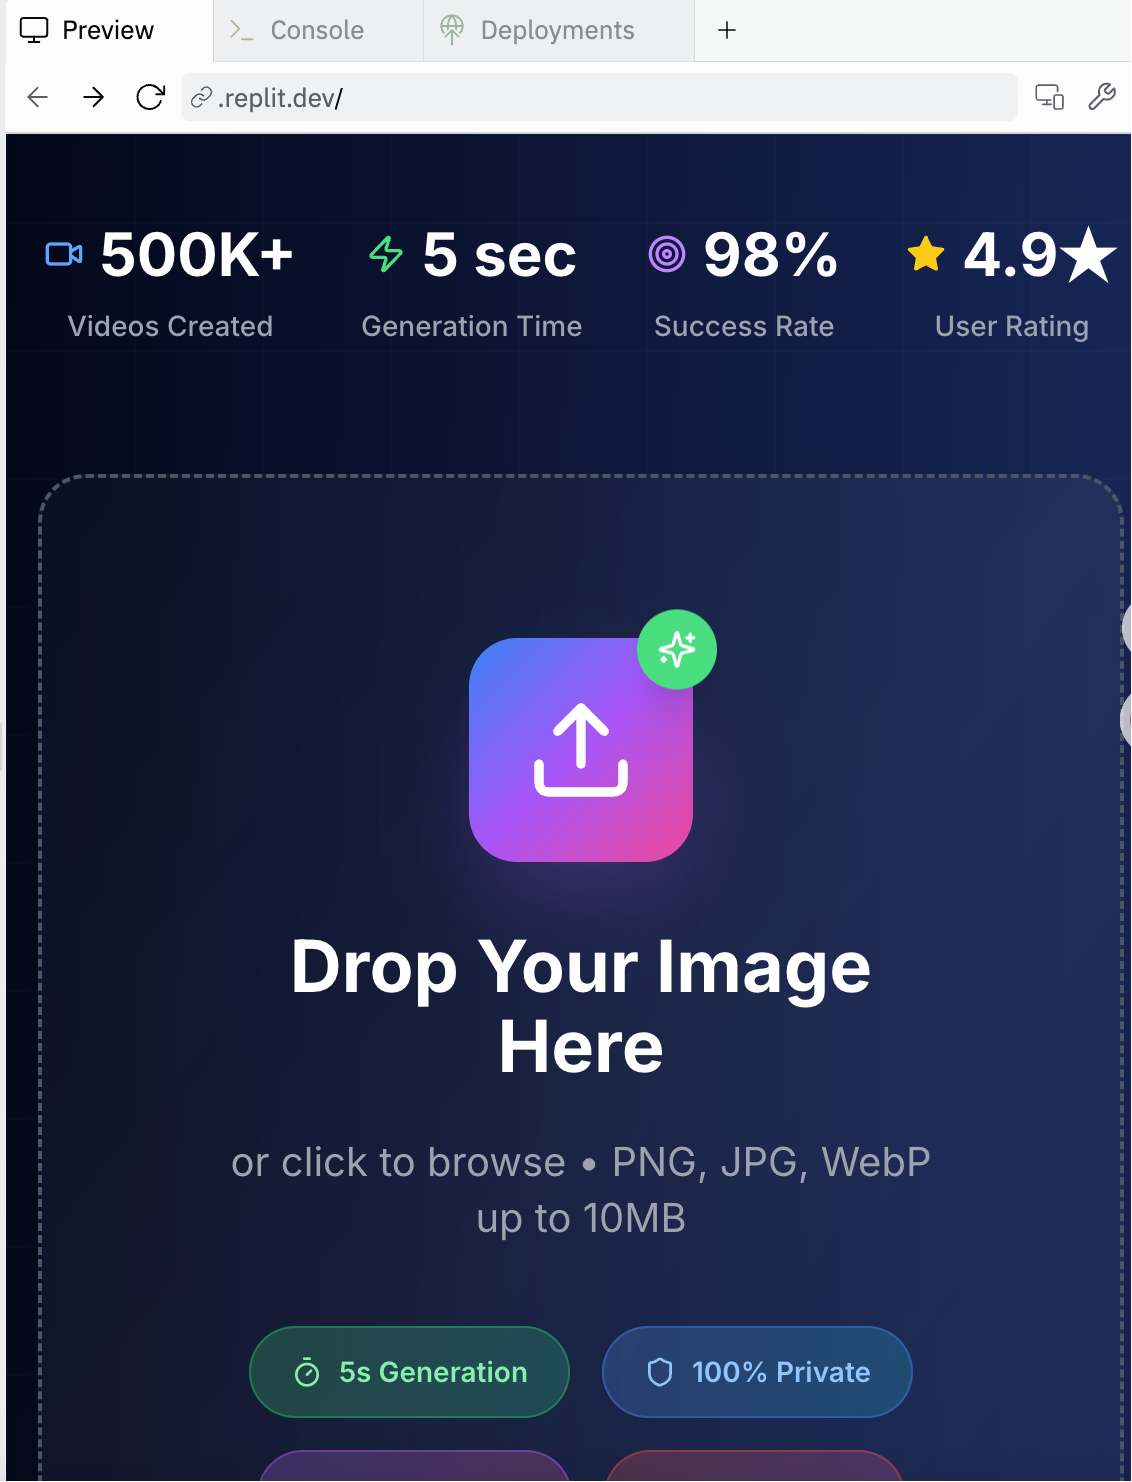 Preview
Console
Deployments
.replit.dev/
500K+
5 sec
98%
4.9★
Videos Created
Generation Time
Success Rate
User Rating
Drop Your Image
Here
or click to browse • PNG, JPG, WebP
up to 10MB
5s Generation
100% Private